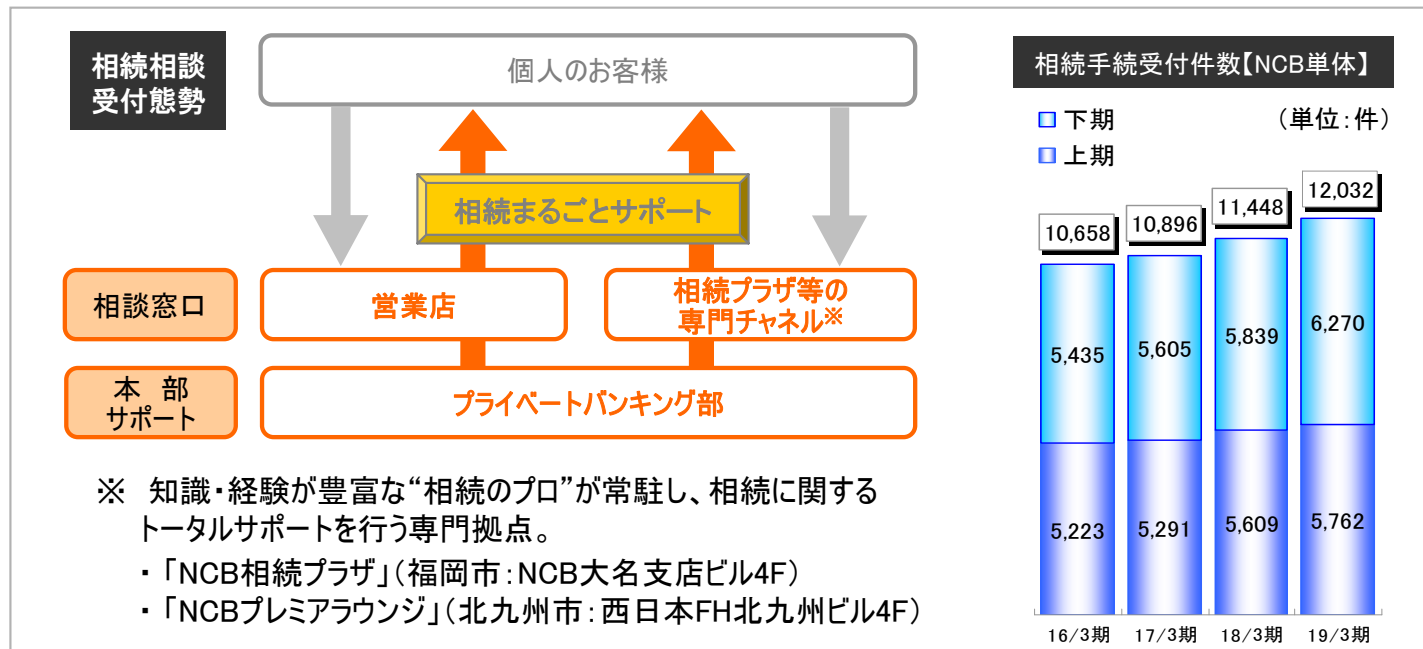 相続相談
受付態勢
個人のお客様
相続まるごとサポート
相談窓口
営業店
相続プラザ等の
専門チャネル※
本 部
サポート
プライベートバンキング部
※ 知識・経験が豊富な“相続のプロ”が常駐し、相続に関する
トータルサポートを行う専門拠点。
・「NCB相続プラザ」(福岡市:NCB大名支店ビル4F)
・「NCBプレミアラウンジ」(北九州市:西日本FH北九州ビル4F)
相続手続受付件数【NCB単体】
下期
(単位:件)
上期
10,658
10,896
11,448
12,032
5,435
5,605
5,839
6,270
5,223
5,291
5,609
5,762
16/3期
17/3期
18/3期
19/3期